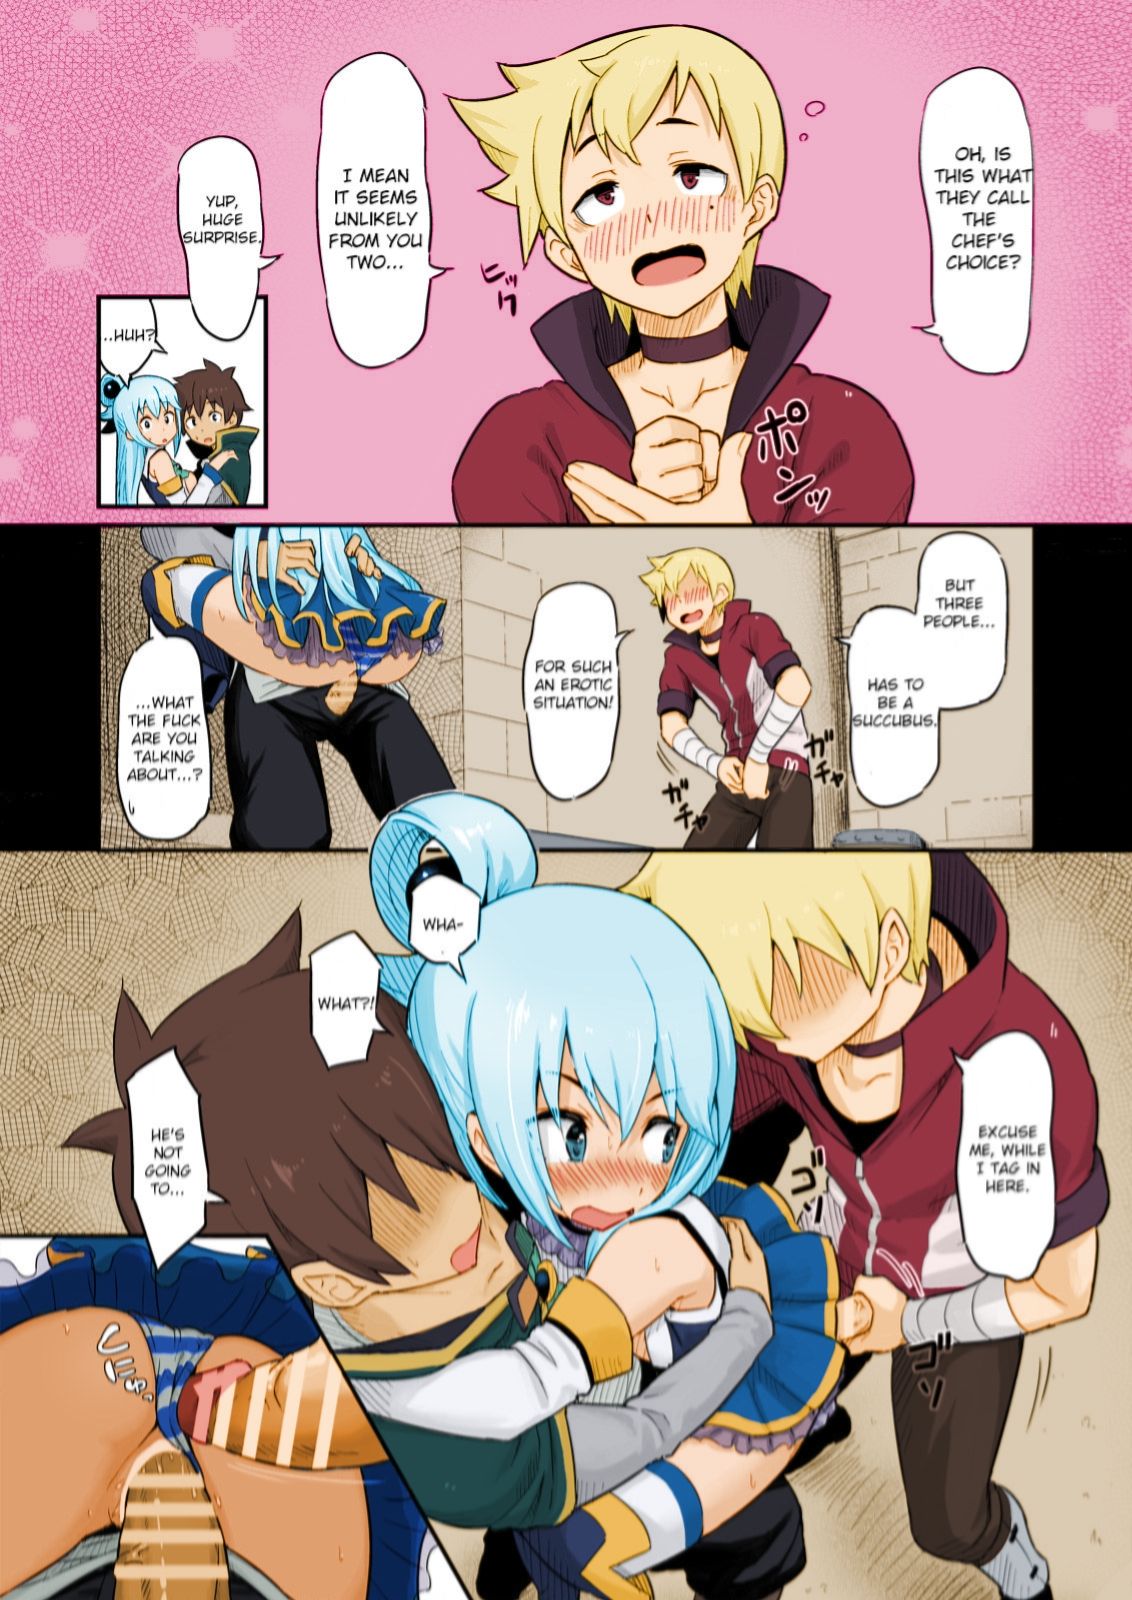 OH, IS
THIS WHAT
THEY CALL
THE
CHEF'S
CHOICE?
I MEAN
IT SEEMS
UNLIKELY
FROM YOU
TWO...
ヒック
ポンッ
YUP,
HUGE
SURPRISE.
..HUH?
BUT
THREE
PEOPLE...
HAS TO
BE A
SUCCUBUS.
FOR SUCH
AN EROTIC
SITUATION!
ガチャ
ガチャ
...WHAT
THE FUCK
ARE YOU
TALKING
ABOUT...?
WHA-
WHAT?!
EXCUSE
ME, WHILE
I TAG IN
HERE.
ゴソ
ゴソ
HE'S
NOT
GOING
TO...